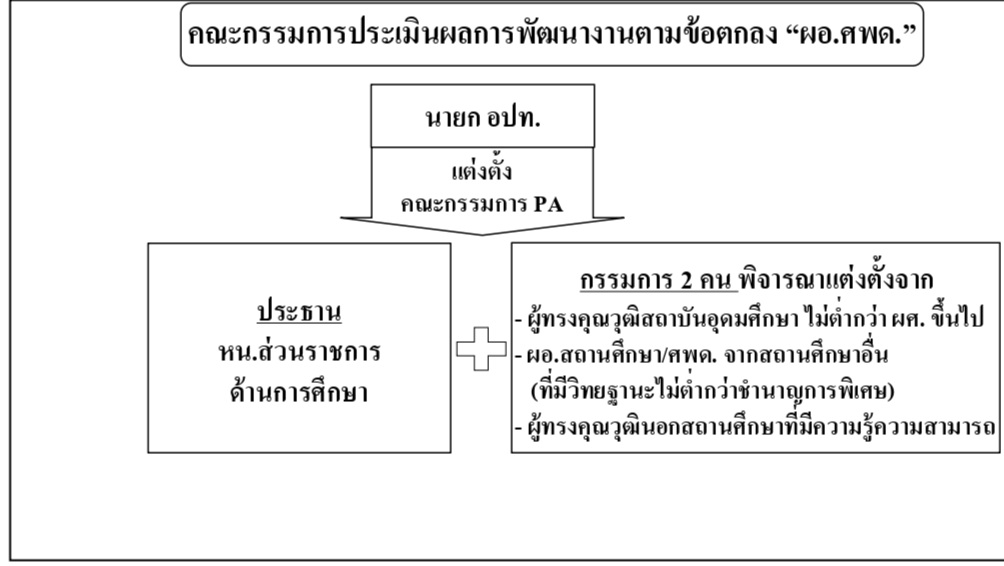 คณะกรรมการประเมินผลการพัฒนางานตามข้อตกลง “ผอ.ศพด.”
นายก อปท.
แต่งตั้ง
คณะกรรมการ PA
ประธาน
หน.ส่วนราชการ
ด้านการศึกษา
กรรมการ 2 คน พิจารณาแต่งตั้งจาก
- ผู้ทรงคุณวุฒิสถาบันอุดมศึกษา ไม่ต่ำกว่า ผศ. ขึ้นไป
- ผอ.สถานศึกษา/ศพด. จากสถานศึกษาอื่น
(ที่มีวิทยฐานะไม่ต่ำกว่าชำนาญการพิเศษ)
- ผู้ทรงคุณวุฒินอกสถานศึกษาที่มีความรู้ความสามารถ